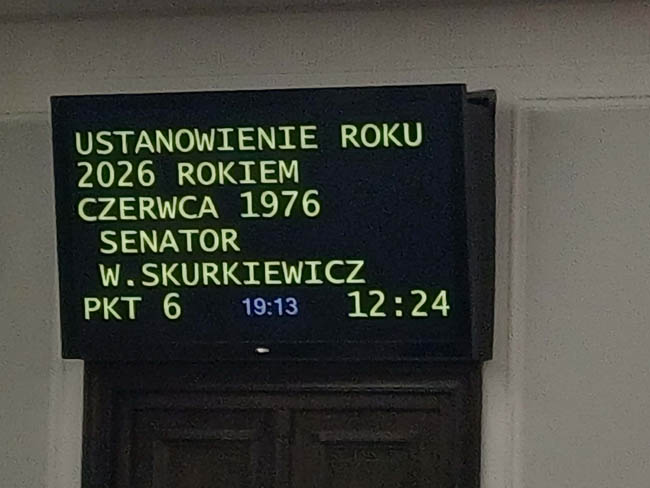 USTANOWIENIE ROKU
2026 ROKIEM
CZERWCA 1976
SENATOR
W.SKURKIEWICZ
PKT 6 19:13 12:24